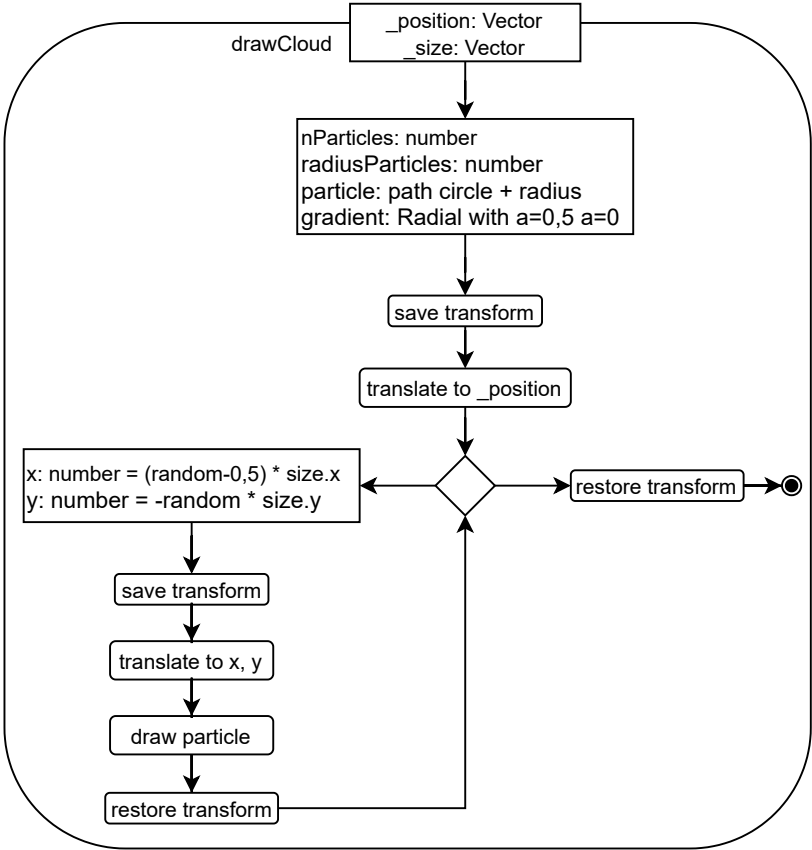 drawCloud
_position: Vector
_size: Vector
nParticles: number
radiusParticles: number
particle: path circle + radius
gradient: Radial with a=0,5 a=0
save transform
translate to _position
x: number = (random-0,5) * size.x
y: number = -random * size.y
restore transform
save transform
translate to x, y
draw particle
restore transform